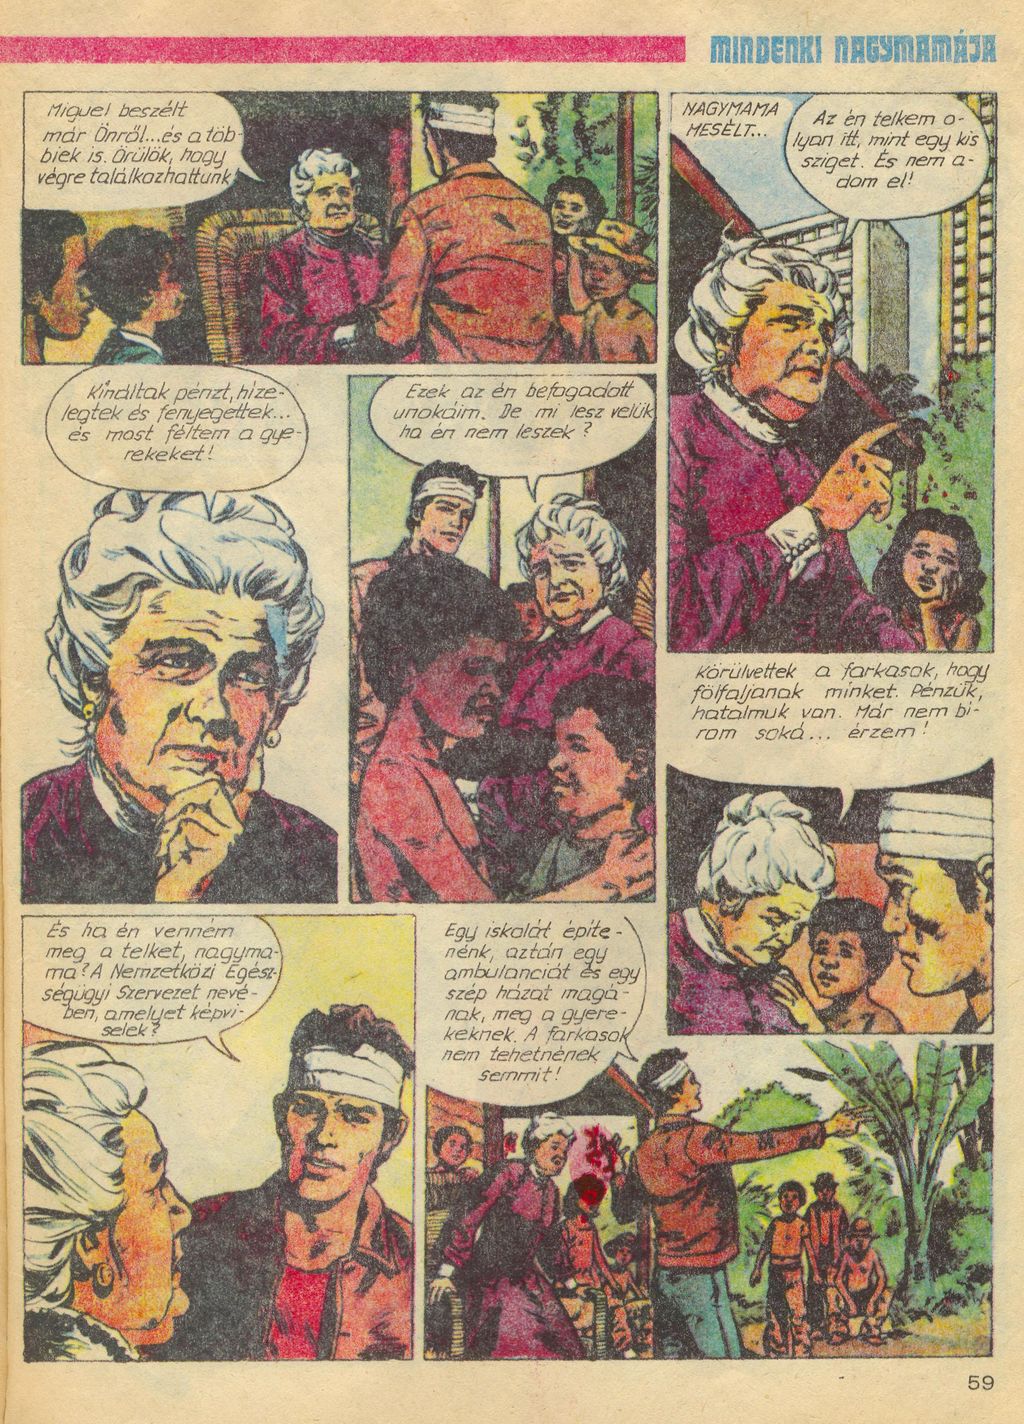 MINDENKI NAGYMAMÁJA
Miguel beszélt
már Önről...és a töb-
biek is. Örülök, hogy
végre találkozhattunk!
NAGYMAMA
MESÉLT...
Az én telkem o-
lyan itt, mint egy kis
sziget. És nem a-
dom el!
Kínáltak pénzt, híze-
legtek és fenyegettek...
és most féltem a gye-
rekeket!
Ezek az én befogadott
unokáim. De mi lesz velük
ha én nem leszek?
Körülvettek a farkasok, hogy
fölfaljanak minket. Pénzük,
hatalmuk van. Már nem bí-
rom soká... érzem!
És ha én venném
meg a telket, nagyma-
ma? A Nemzetközi Egész-
ségügyi Szervezet nevé-
ben, amelyet képvi-
selek?
Egy iskolát építe-
nénk, aztán egy
ambulanciát és egy
szép házat magá-
nak, meg a gyere-
keknek. A farkasok
nem tehetnének
semmit!
59